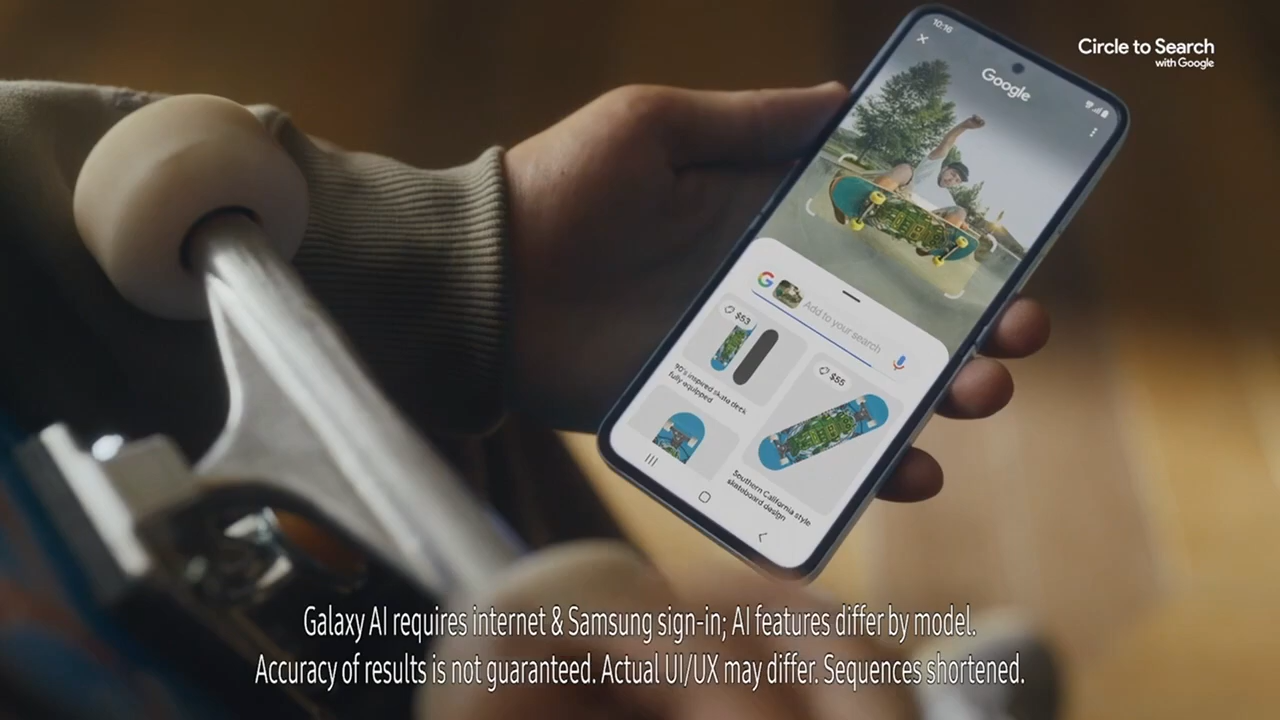 Circle to Search
with Google
10:16
Google
Add to your search
$53
90's inspired skate deck
fully equipped
$55
Southern California style
skateboard design
Galaxy AI requires internet & Samsung sign-in; AI features differ by model.
Accuracy of results is not guaranteed. Actual UI/UX may differ. Sequences shortened.